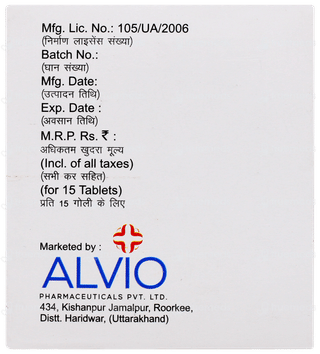 Mfg. Lic. No.: 105/UA/2006
(निर्माण लाइसेंस संख्या)
Batch No.:
(घान संख्या)
Mfg. Date:
(उत्पादन तिथि)
Exp. Date :
(अवसान तिथि)
M.R.P. Rs. ₹ :
अधिकतम खुदरा मूल्य
(Incl. of all taxes)
(सभी कर सहित)
(for 15 Tablets)
प्रति 15 गोली के लिए
Marketed by :
ALVIO
PHARMACEUTICALS PVT. LTD.
434, Kishanpur Jamalpur, Roorkee,
Distt. Haridwar, (Uttarakhand)